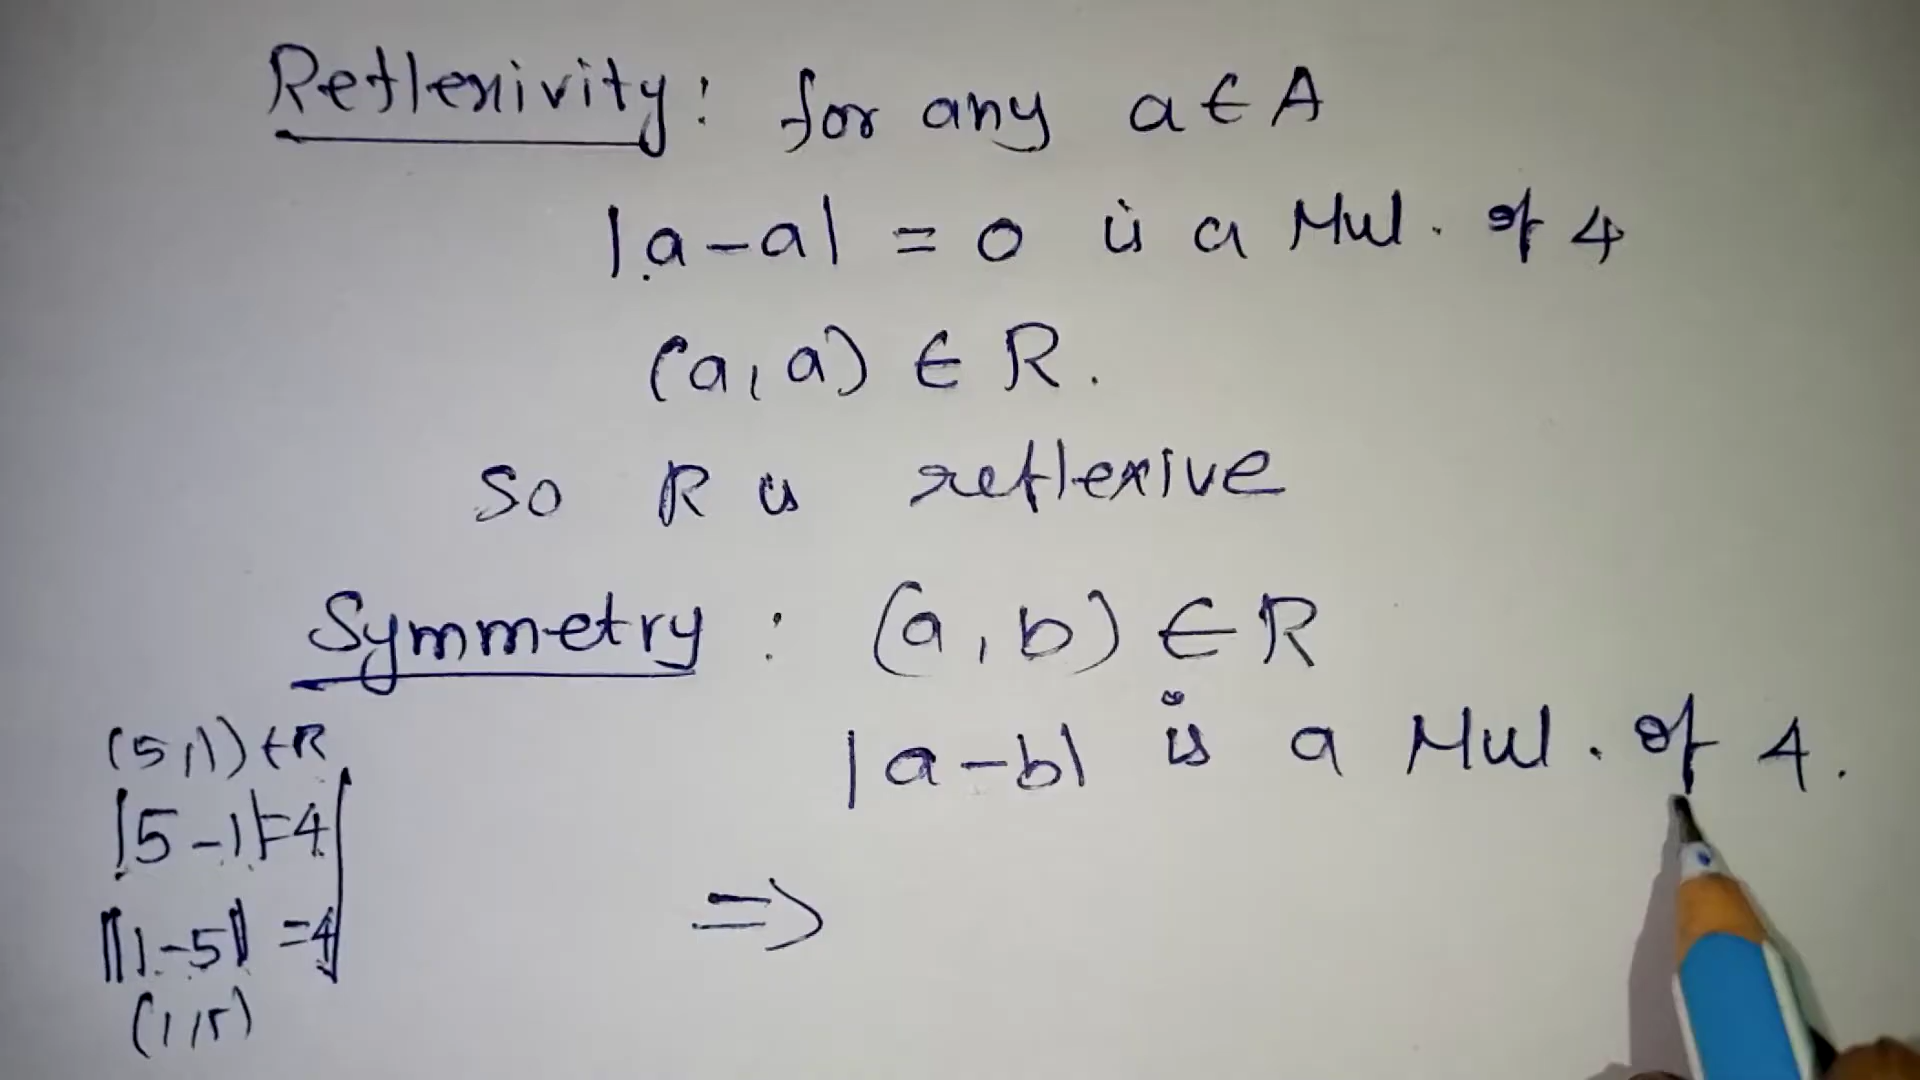 Reflexivity : for any a ∈ A
|a - a| = 0 is a Mul. of 4
(a, a) ∈ R.
So R is reflexive
Symmetry : (a, b) ∈ R
|a - b| is a Mul. of 4.
⇒
(5, 1) ∈ R
|5 - 1| = 4
|1 - 5| = 4
(1, 5)